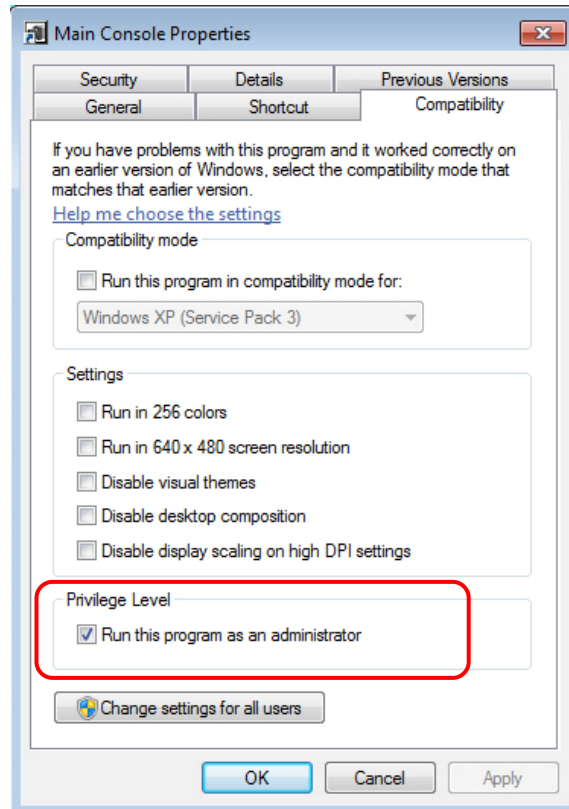 Main Console Properties
Security Details Previous Versions
General Shortcut Compatibility
If you have problems with this program and it worked correctly on
an earlier version of Windows, select the compatibility mode that
matches that earlier version.
Help me choose the settings
Compatibility mode
Run this program in compatibility mode for:
Windows XP (Service Pack 3)
Settings
Run in 256 colors
Run in 640 x 480 screen resolution
Disable visual themes
Disable desktop composition
Disable display scaling on high DPI settings
Privilege Level
Run this program as an administrator
Change settings for all users
OK Cancel Apply